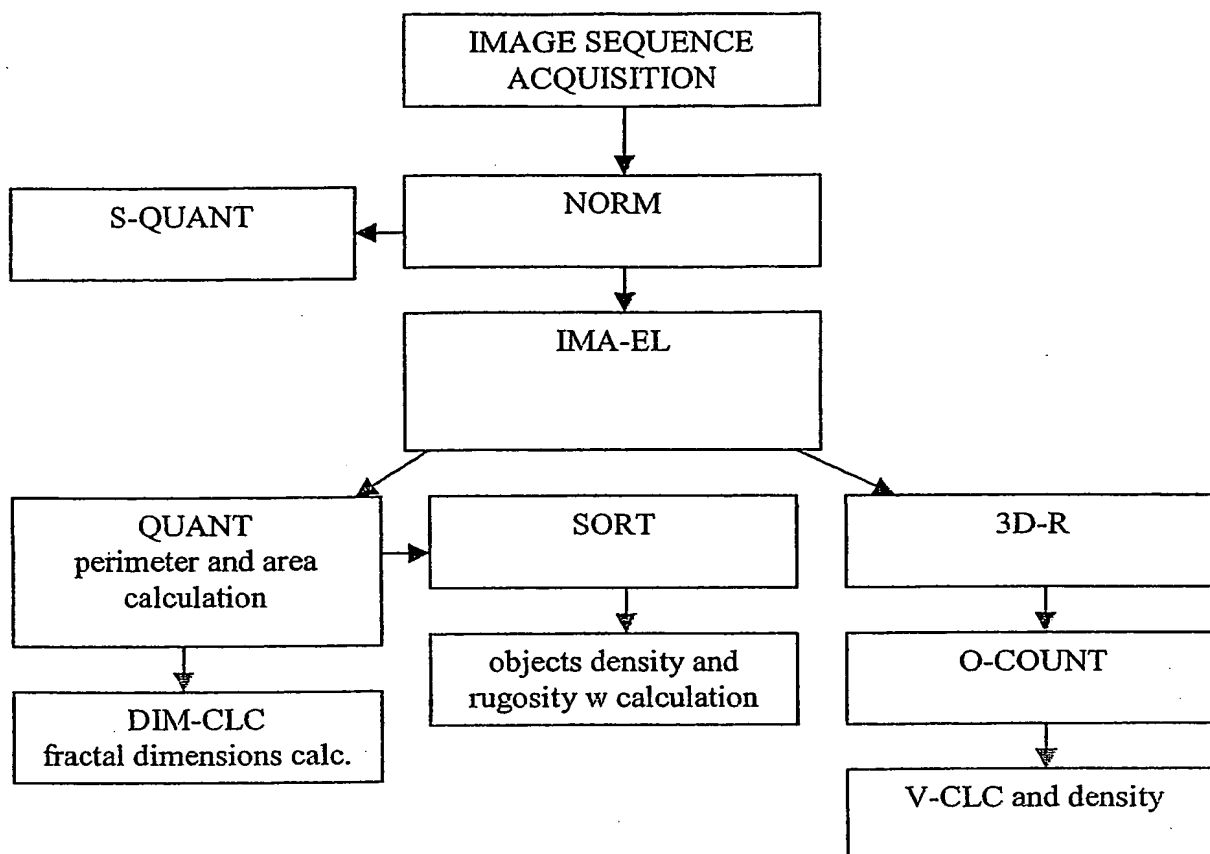 IMAGE SEQUENCE
ACQUISITION
S-QUANT
NORM
IMA-EL
QUANT
perimeter and area
calculation
SORT
3D-R
objects density and
rugosity w calculation
O-COUNT
DIM-CLC
fractal dimensions calc.
V-CLC and density